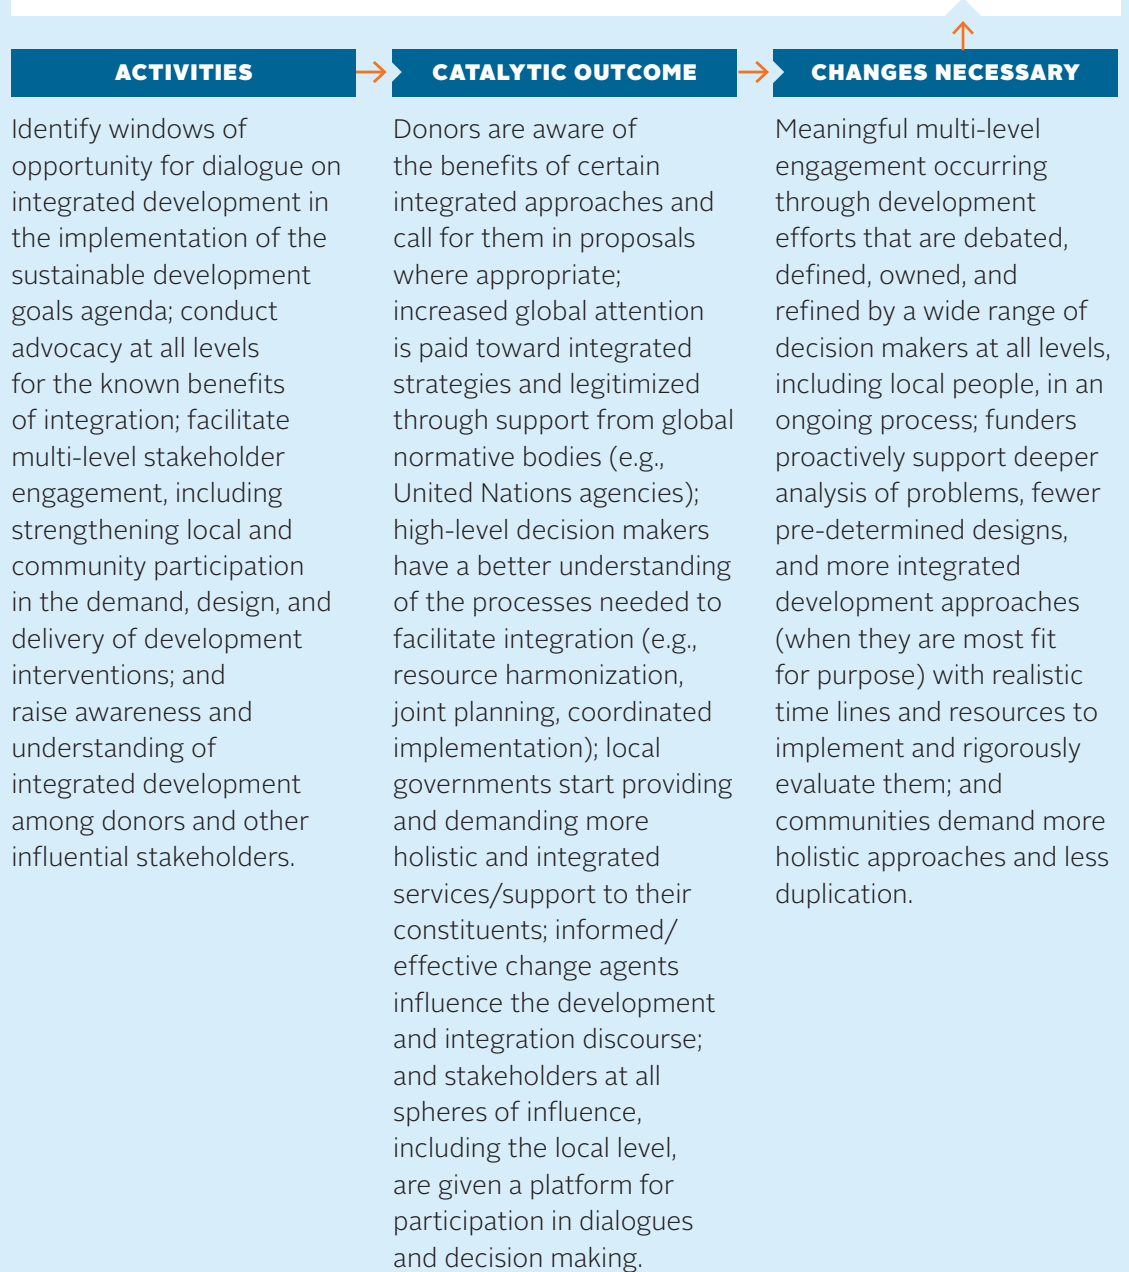 ACTIVITIES
Identify windows of
opportunity for dialogue on
integrated development in
the implementation of the
sustainable development
goals agenda; conduct
advocacy at all levels
for the known benefits
of integration; facilitate
multi-level stakeholder
engagement, including
strengthening local and
community participation
in the demand, design, and
delivery of development
interventions; and
raise awareness and
understanding of
integrated development
among donors and other
influential stakeholders.
CATALYTIC OUTCOME
Donors are aware of
the benefits of certain
integrated approaches and
call for them in proposals
where appropriate;
increased global attention
is paid toward integrated
strategies and legitimized
through support from global
normative bodies (e.g.,
United Nations agencies);
high-level decision makers
have a better understanding
of the processes needed to
facilitate integration (e.g.,
resource harmonization,
joint planning, coordinated
implementation); local
governments start providing
and demanding more
holistic and integrated
services/support to their
constituents; informed/
effective change agents
influence the development
and integration discourse;
and stakeholders at all
spheres of influence,
including the local level,
are given a platform for
participation in dialogues
and decision making.
CHANGES NECESSARY
Meaningful multi-level
engagement occurring
through development
efforts that are debated,
defined, owned, and
refined by a wide range of
decision makers at all levels,
including local people, in an
ongoing process; funders
proactively support deeper
analysis of problems, fewer
pre-determined designs,
and more integrated
development approaches
(when they are most fit
for purpose) with realistic
time lines and resources to
implement and rigorously
evaluate them; and
communities demand more
holistic approaches and less
duplication.